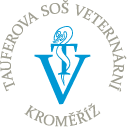 TAUFEROVA SOŠ VETERINÁRNÍ
V
KROMĚŘÍŽ